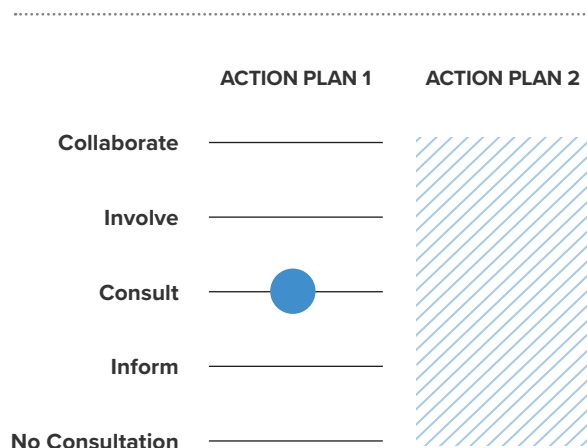 ACTION PLAN 1 ACTION PLAN 2
Collaborate
Involve
Consult
Inform
No Consultation